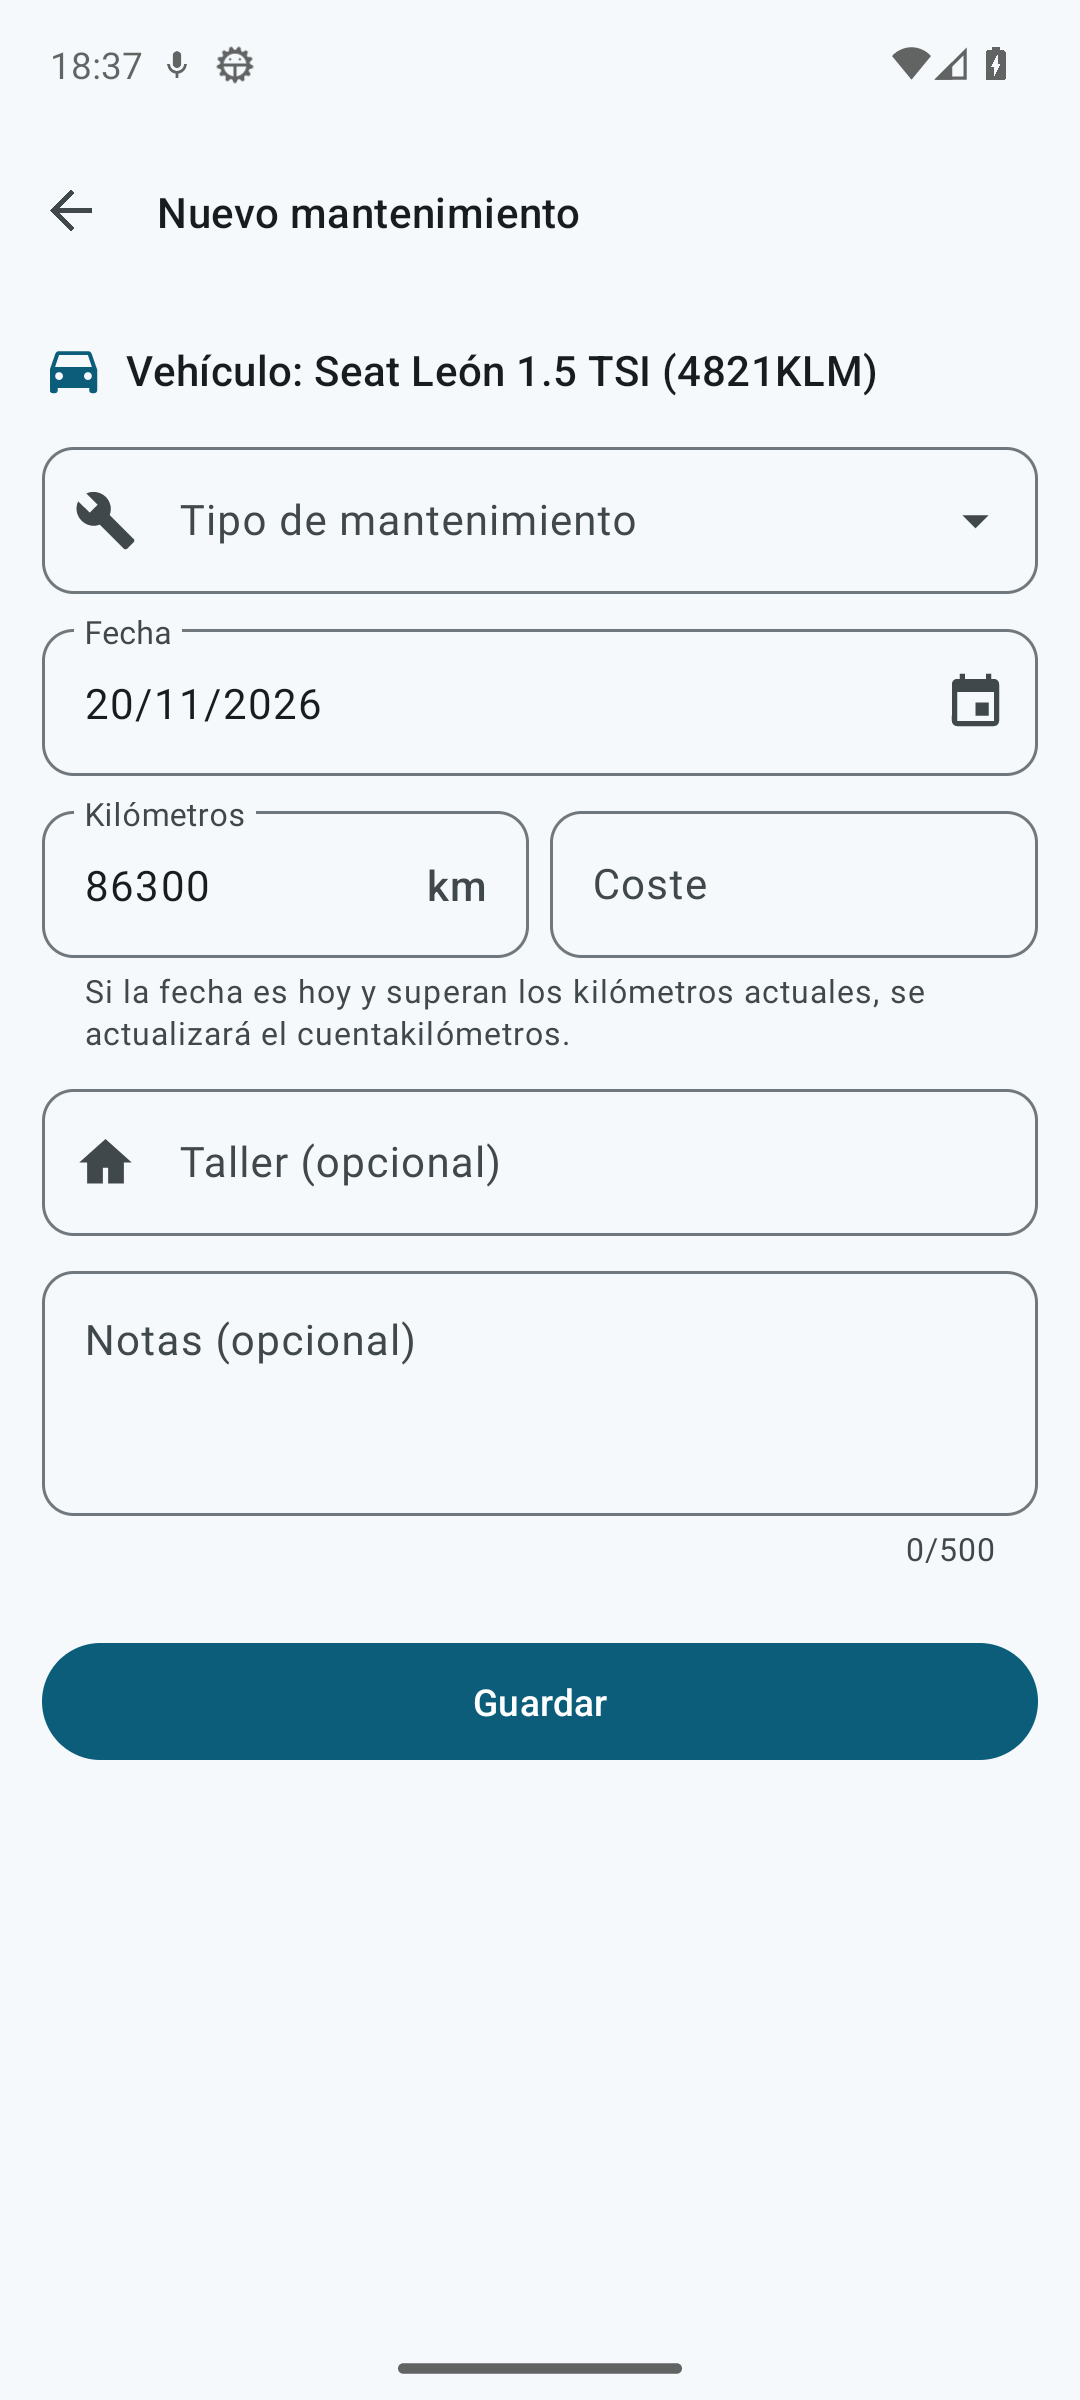 18:37
Nuevo mantenimiento
Vehículo: Seat León 1.5 TSI (4821KLM)
Tipo de mantenimiento
Fecha
20/11/2026
Kilómetros
86300 km
Coste
Si la fecha es hoy y superan los kilómetros actuales, se
actualizará el cuentakilómetros.
Taller (opcional)
Notas (opcional)
0/500
Guardar